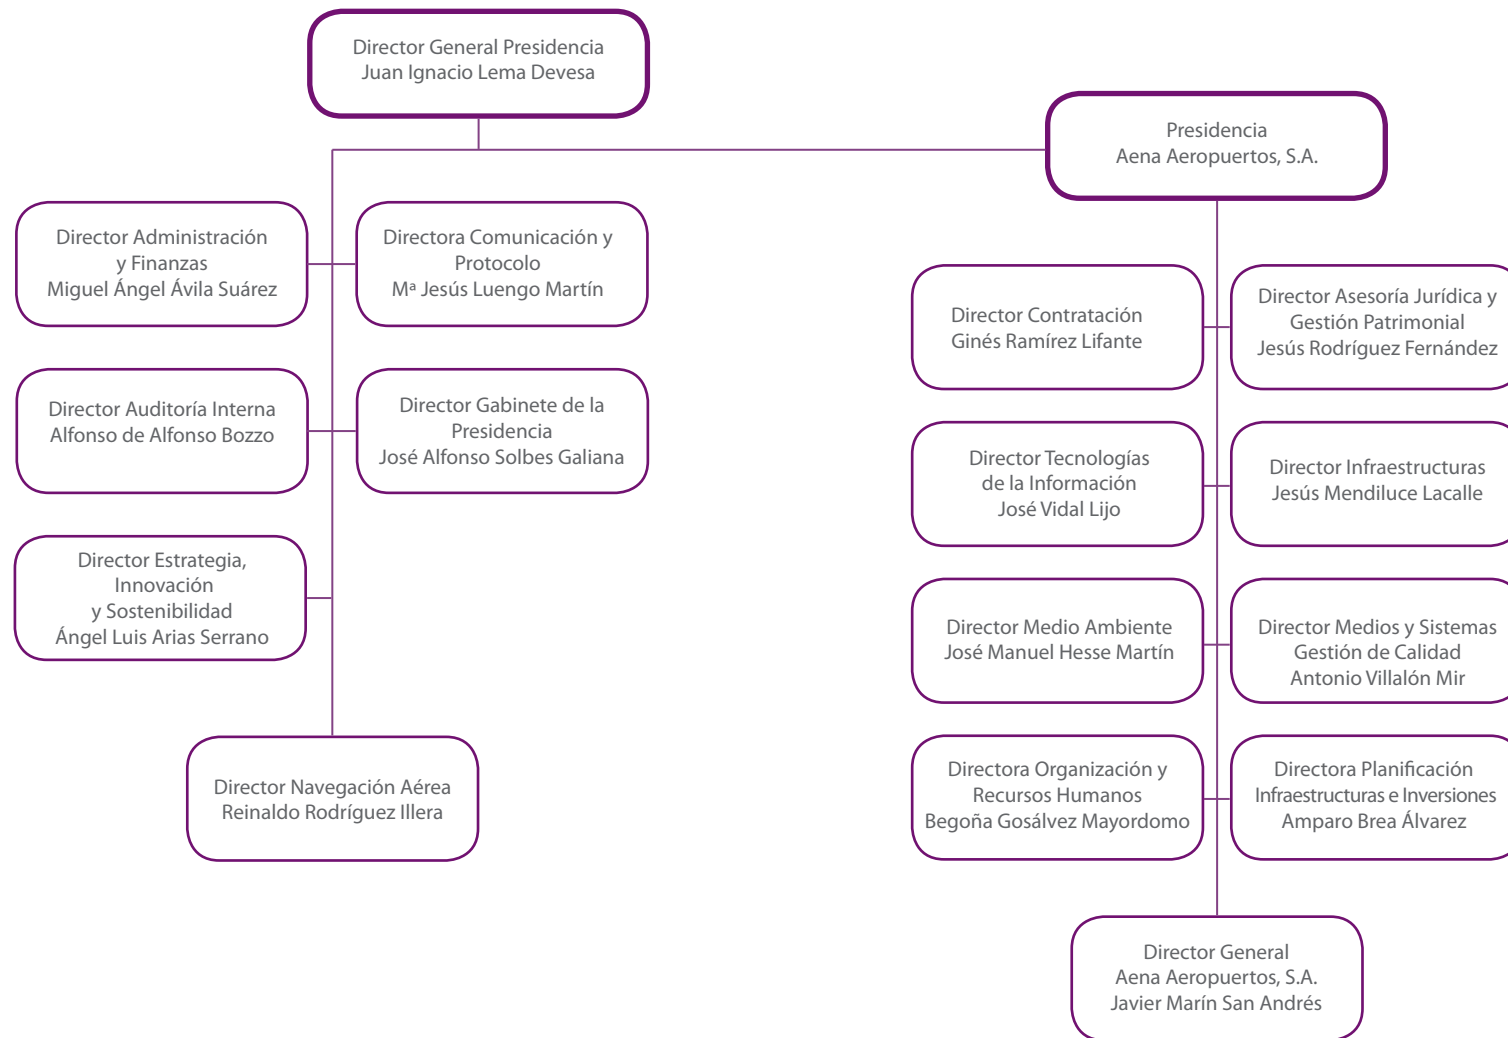 Director General Presidencia
Juan Ignacio Lema Devesa
Presidencia
Aena Aeropuertos, S.A.
Director Administración
y Finanzas
Miguel Ángel Ávila Suárez
Directora Comunicación y
Protocolo
Mª Jesús Luengo Martín
Director Auditoría Interna
Alfonso de Alfonso Bozzo
Director Gabinete de la
Presidencia
José Alfonso Solbes Galiana
Director Estrategia,
Innovación
y Sostenibilidad
Ángel Luis Arias Serrano
Director Navegación Aérea
Reinaldo Rodríguez Illera
Director Contratación
Ginés Ramírez Lifante
Director Asesoría Jurídica y
Gestión Patrimonial
Jesús Rodríguez Fernández
Director Tecnologías
de la Información
José Vidal Lijo
Director Infraestructuras
Jesús Mendiluce Lacalle
Director Medio Ambiente
José Manuel Hesse Martín
Director Medios y Sistemas
Gestión de Calidad
Antonio Villalón Mir
Directora Organización y
Recursos Humanos
Begoña Gosálvez Mayordomo
Directora Planificación
Infraestructuras e Inversiones
Amparo Brea Álvarez
Director General
Aena Aeropuertos, S.A.
Javier Marín San Andrés